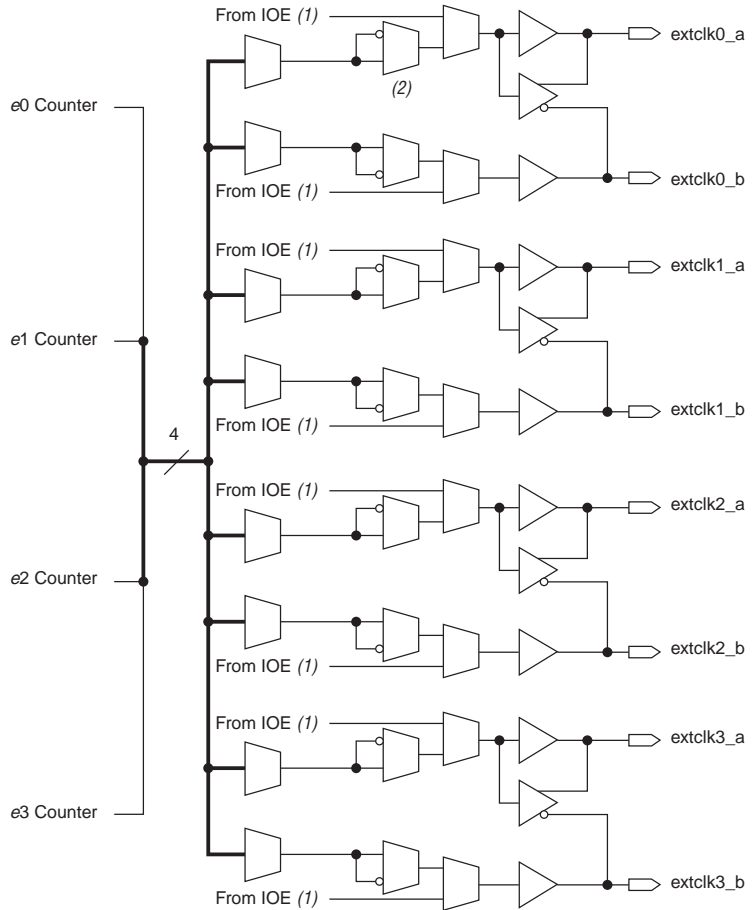 From IOE (1)
extclk0_a
(2)
e0 Counter
extclk0_b
From IOE (1)
From IOE (1)
extclk1_a
e1 Counter
extclk1_b
From IOE (1)
4
From IOE (1)
extclk2_a
e2 Counter
extclk2_b
From IOE (1)
From IOE (1)
extclk3_a
e3 Counter
extclk3_b
From IOE (1)